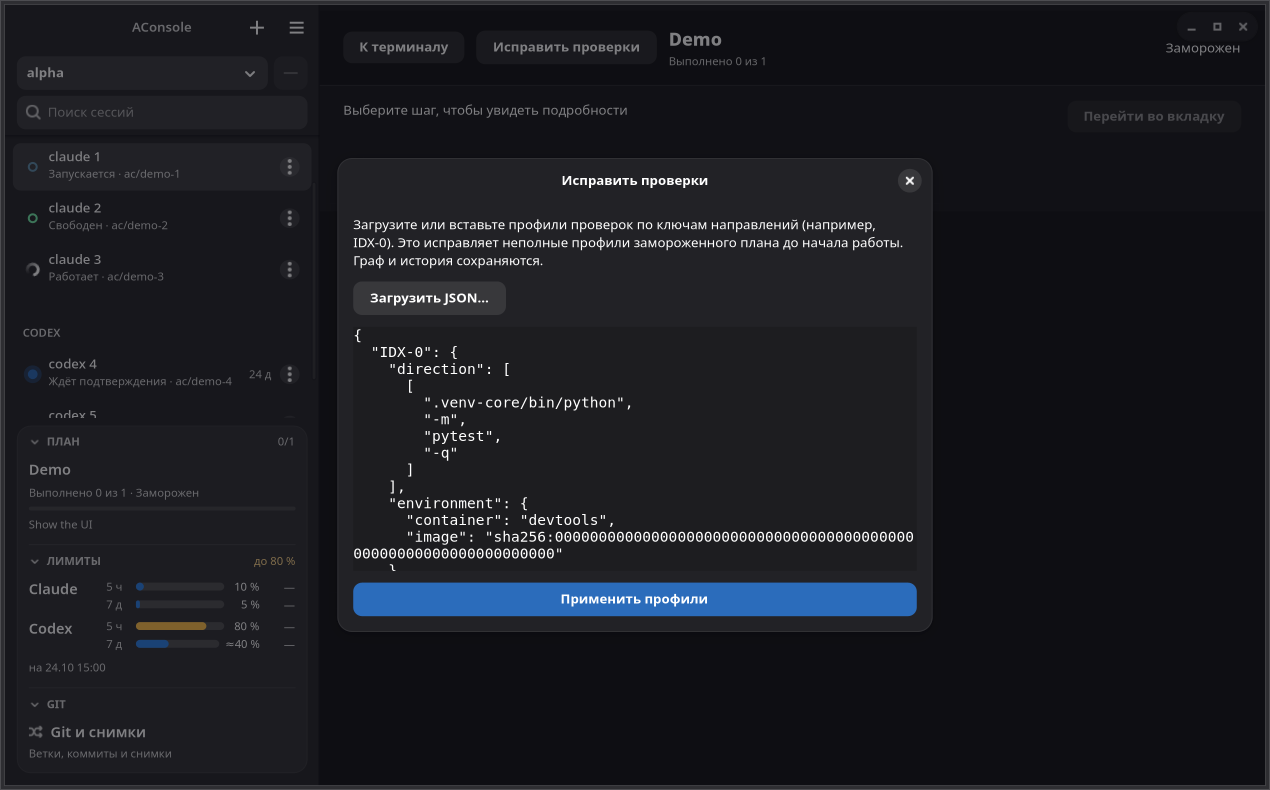 AConsole
alpha
Поиск сессий
claude 1
Запускается · ac/demo-1
claude 2
Свободен · ac/demo-2
claude 3
Работает · ac/demo-3
CODEX
codex 4
Ждёт подтверждения · ac/demo-4
24 д
codex 5
ПЛАН
0/1
Demo
Выполнено 0 из 1 · Заморожен
Show the UI
ЛИМИТЫ
до 80 %
Claude
5 ч
10 %
—
7 д
5 %
—
Codex
5 ч
80 %
—
7 д
≈40 %
—
на 24.10 15:00
GIT
Git и снимки
Ветки, коммиты и снимки
К терминалу
Исправить проверки
Demo
Выполнено 0 из 1
Заморожен
Выберите шаг, чтобы увидеть подробности
Перейти во вкладку
Исправить проверки
Загрузите или вставьте профили проверок по ключам направлений (например,
IDX-0). Это исправляет неполные профили замороженного плана до начала работы.
Граф и история сохраняются.
Загрузить JSON...
{
"IDX-0": {
"direction": [
[
".venv-core/bin/python",
"-m",
"pytest",
"-q"
]
],
"environment": {
"container": "devtools",
"image": "sha256:00000000000000000000000000000000000000000
00000000000000000000000"
}
Применить профили